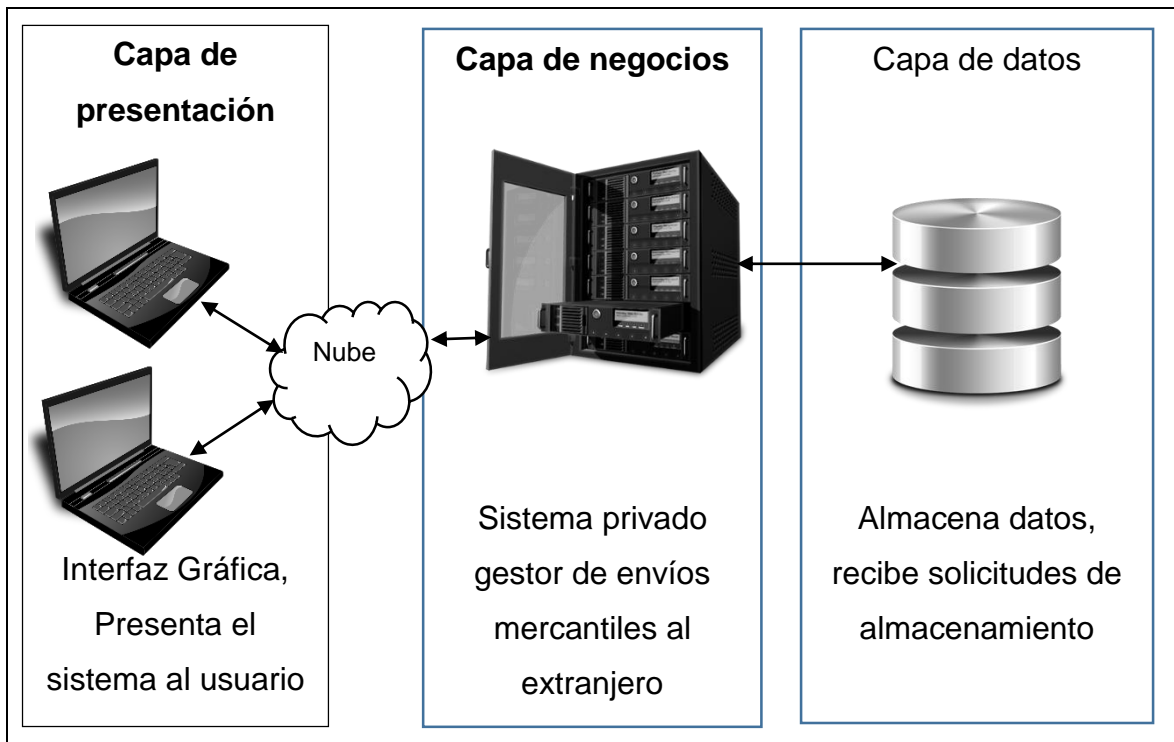 Capa de
presentación
Interfaz Gráfica,
Presenta el
sistema al usuario
Nube
Capa de negocios
Sistema privado
gestor de envíos
mercantiles al
extranjero
Capa de datos
Almacena datos,
recibe solicitudes de
almacenamiento